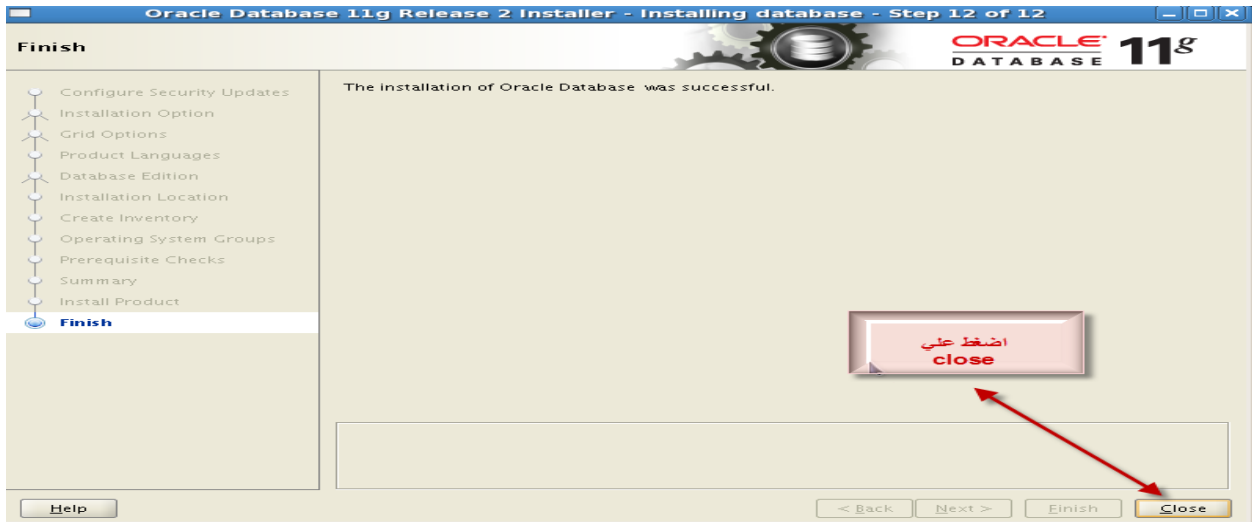 Oracle Database 11g Release 2 Installer - Installing database - Step 12 of 12
Finish
ORACLE
DATABASE
11g
Configure Security Updates
Installation Option
Grid Options
Product Languages
Database Edition
Installation Location
Create Inventory
Operating System Groups
Prerequisite Checks
Summary
Install Product
Finish
The installation of Oracle Database was successful.
اضغط علي
close
Help
< Back
Next >
Finish
Close